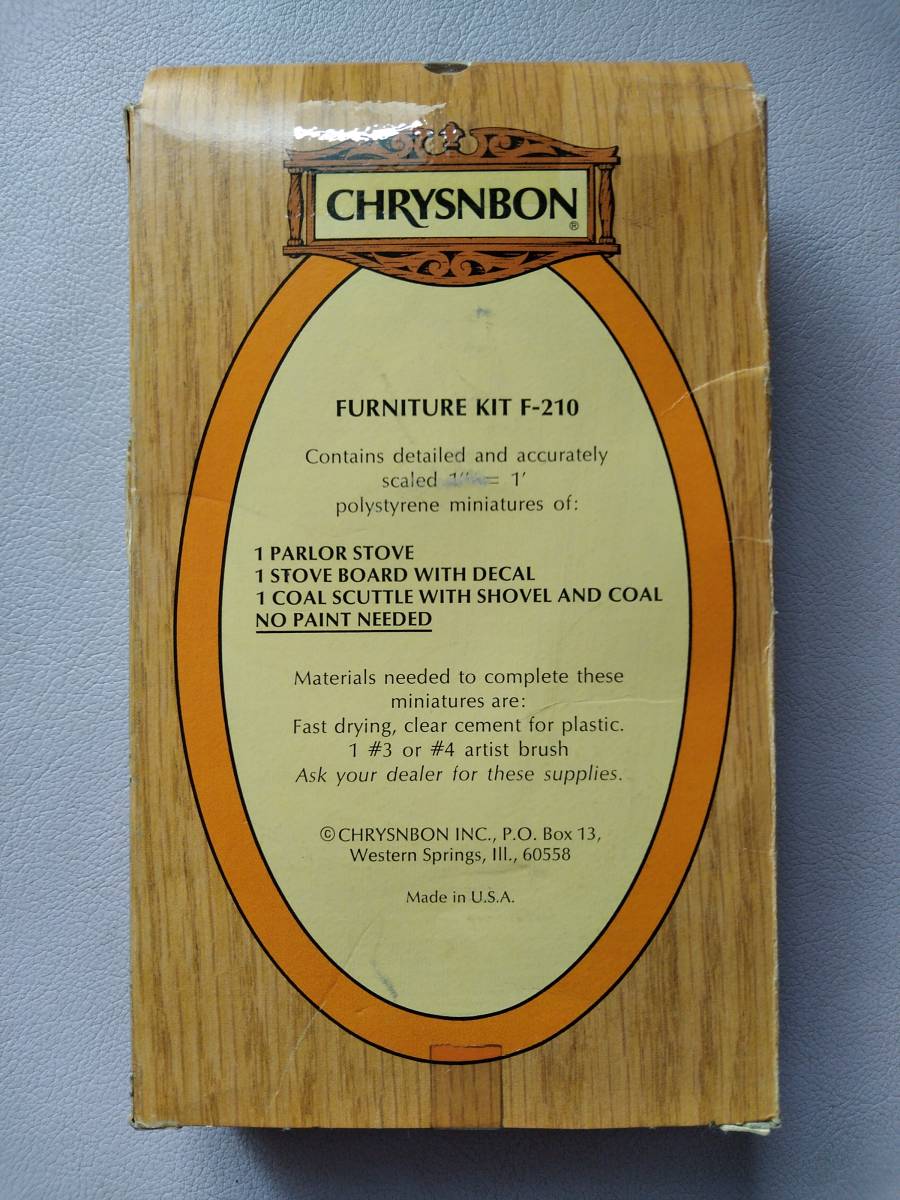 CHRYSNBON
®
FURNITURE KIT F-210
Contains detailed and accurately
scaled 1" = 1'
polystyrene miniatures of:
1 PARLOR STOVE
1 STOVE BOARD WITH DECAL
1 COAL SCUTTLE WITH SHOVEL AND COAL
NO PAINT NEEDED
Materials needed to complete these
miniatures are:
Fast drying, clear cement for plastic.
1 #3 or #4 artist brush
Ask your dealer for these supplies.
©CHRYSNBON INC., P.O. Box 13,
Western Springs, Ill., 60558
Made in U.S.A.